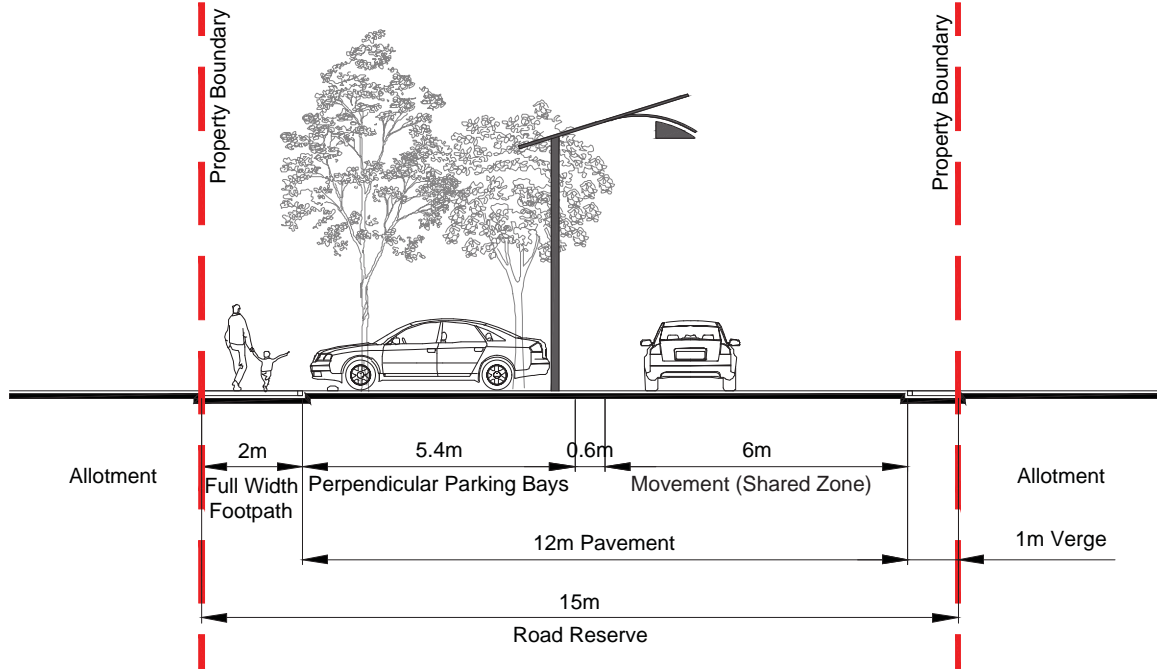 Property Boundary
Property Boundary
2m
5.4m
0.6m
6m
Allotment
Full Width
Footpath
Perpendicular Parking Bays
Movement (Shared Zone)
Allotment
12m Pavement
1m Verge
15m
Road Reserve